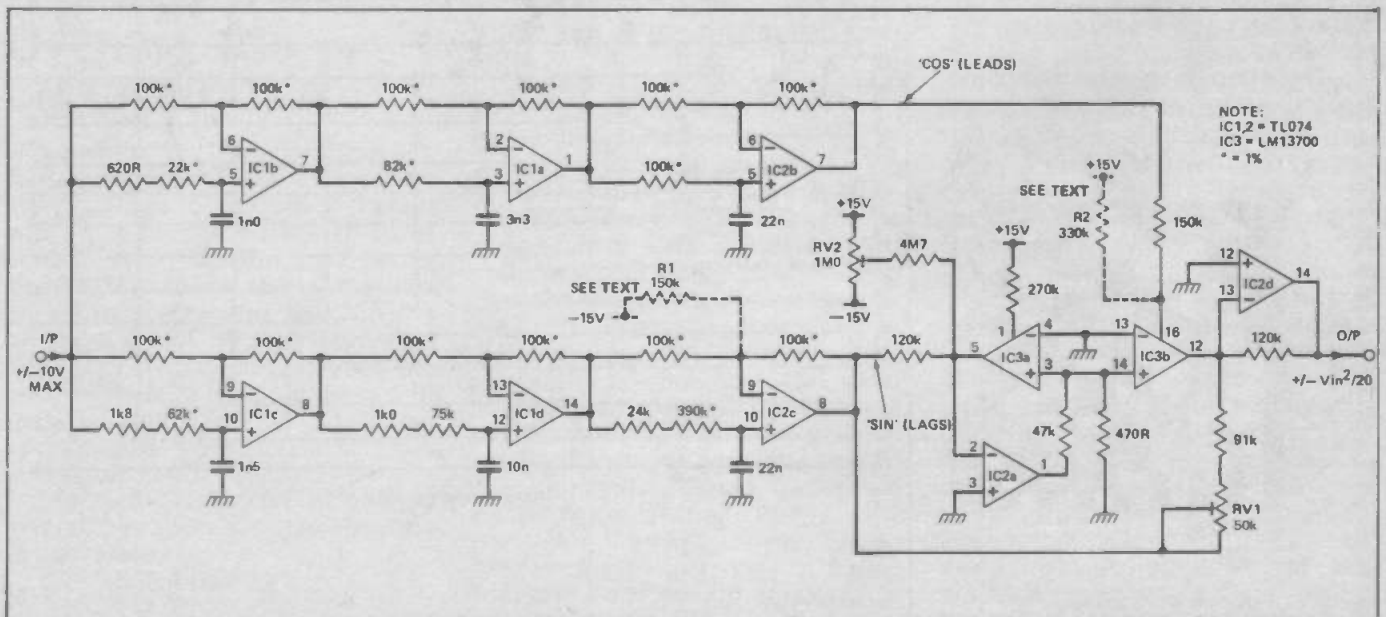 'COS' (LEADS)
100k*
100k*
100k*
100k*
100k*
100k*
NOTE:
IC1,2 = TL074
IC3 = LM13700
* = 1%
6
IC1b
7
2
IC1a
1
6
IC2b
7
620R
22k*
5
82k*
3
100k*
5
+15V
SEE TEXT
R2
330k
150k
1n0
3n3
22n
+15V
RV2
1M0
4M7
+15V
12
IC2d
14
13
R1
150k
SEE TEXT
-15V
-15V
270k
I/P
+/-10V
MAX
100k*
100k*
100k*
100k*
100k*
100k*
120k
1
4
13
16
5
IC3a
IC3b
12
3
14
120k
O/P
+/- Vin²/20
9
IC1c
8
13
IC1d
14
9
IC2c
8
1k8
62k*
10
1k0
75k
12
24k
390k*
10
'SIN' (LAGS)
47k
470R
91k
2
IC2a
1
3
1n5
10n
22n
RV1
50k